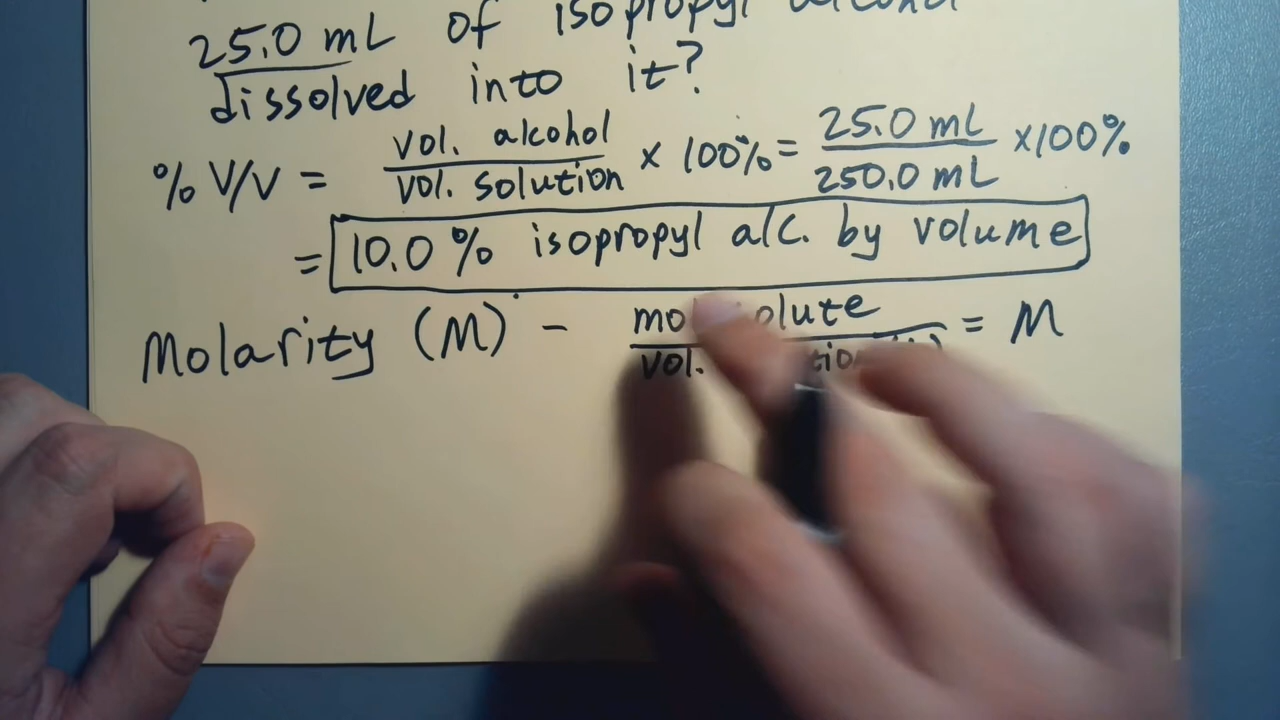 25.0 mL of isopropyl alcohol
dissolved into it?
% V/V = vol. alcohol / vol. solution x 100% = 25.0 mL / 250.0 mL x100%
= 10.0% isopropyl alc. by volume
Molarity (M) - / vol. = M